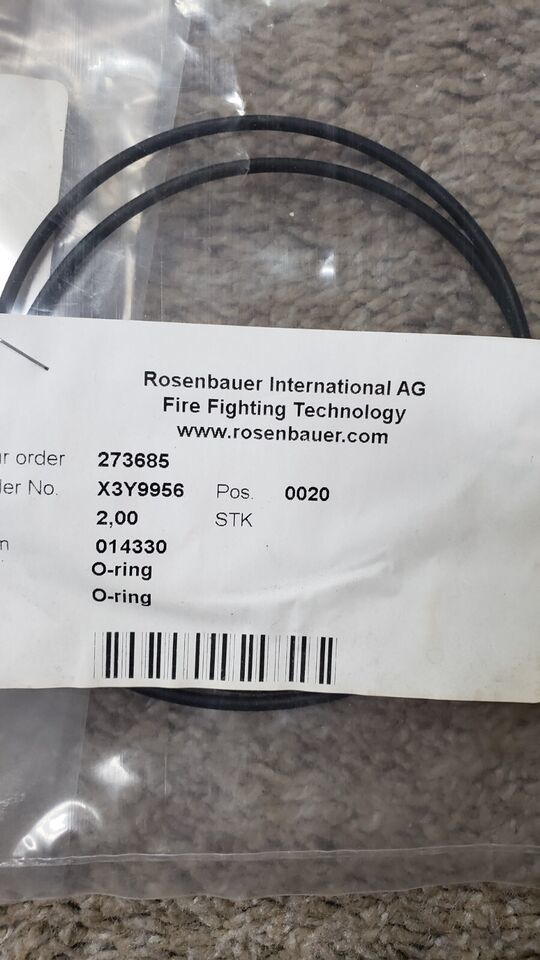 Rosenbauer International AG
Fire Fighting Technology
www.rosenbauer.com
order 273685
No. X3Y9956 Pos. 0020
2,00 STK
014330
O-ring
O-ring